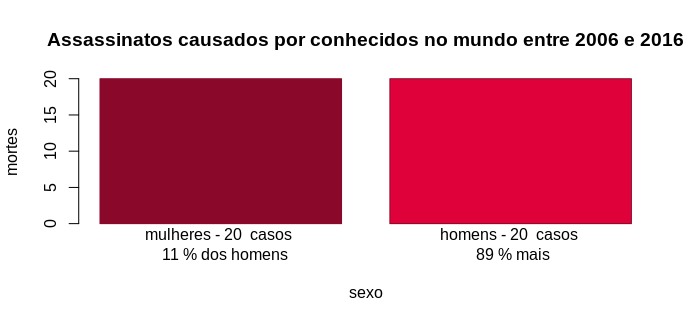 Assassinatos causados por conhecidos no mundo entre 2006 e 2016
mortes
20
15
10
5
0
mulheres - 20  casos
11 % dos homens
homens - 20  casos
89 % mais
sexo